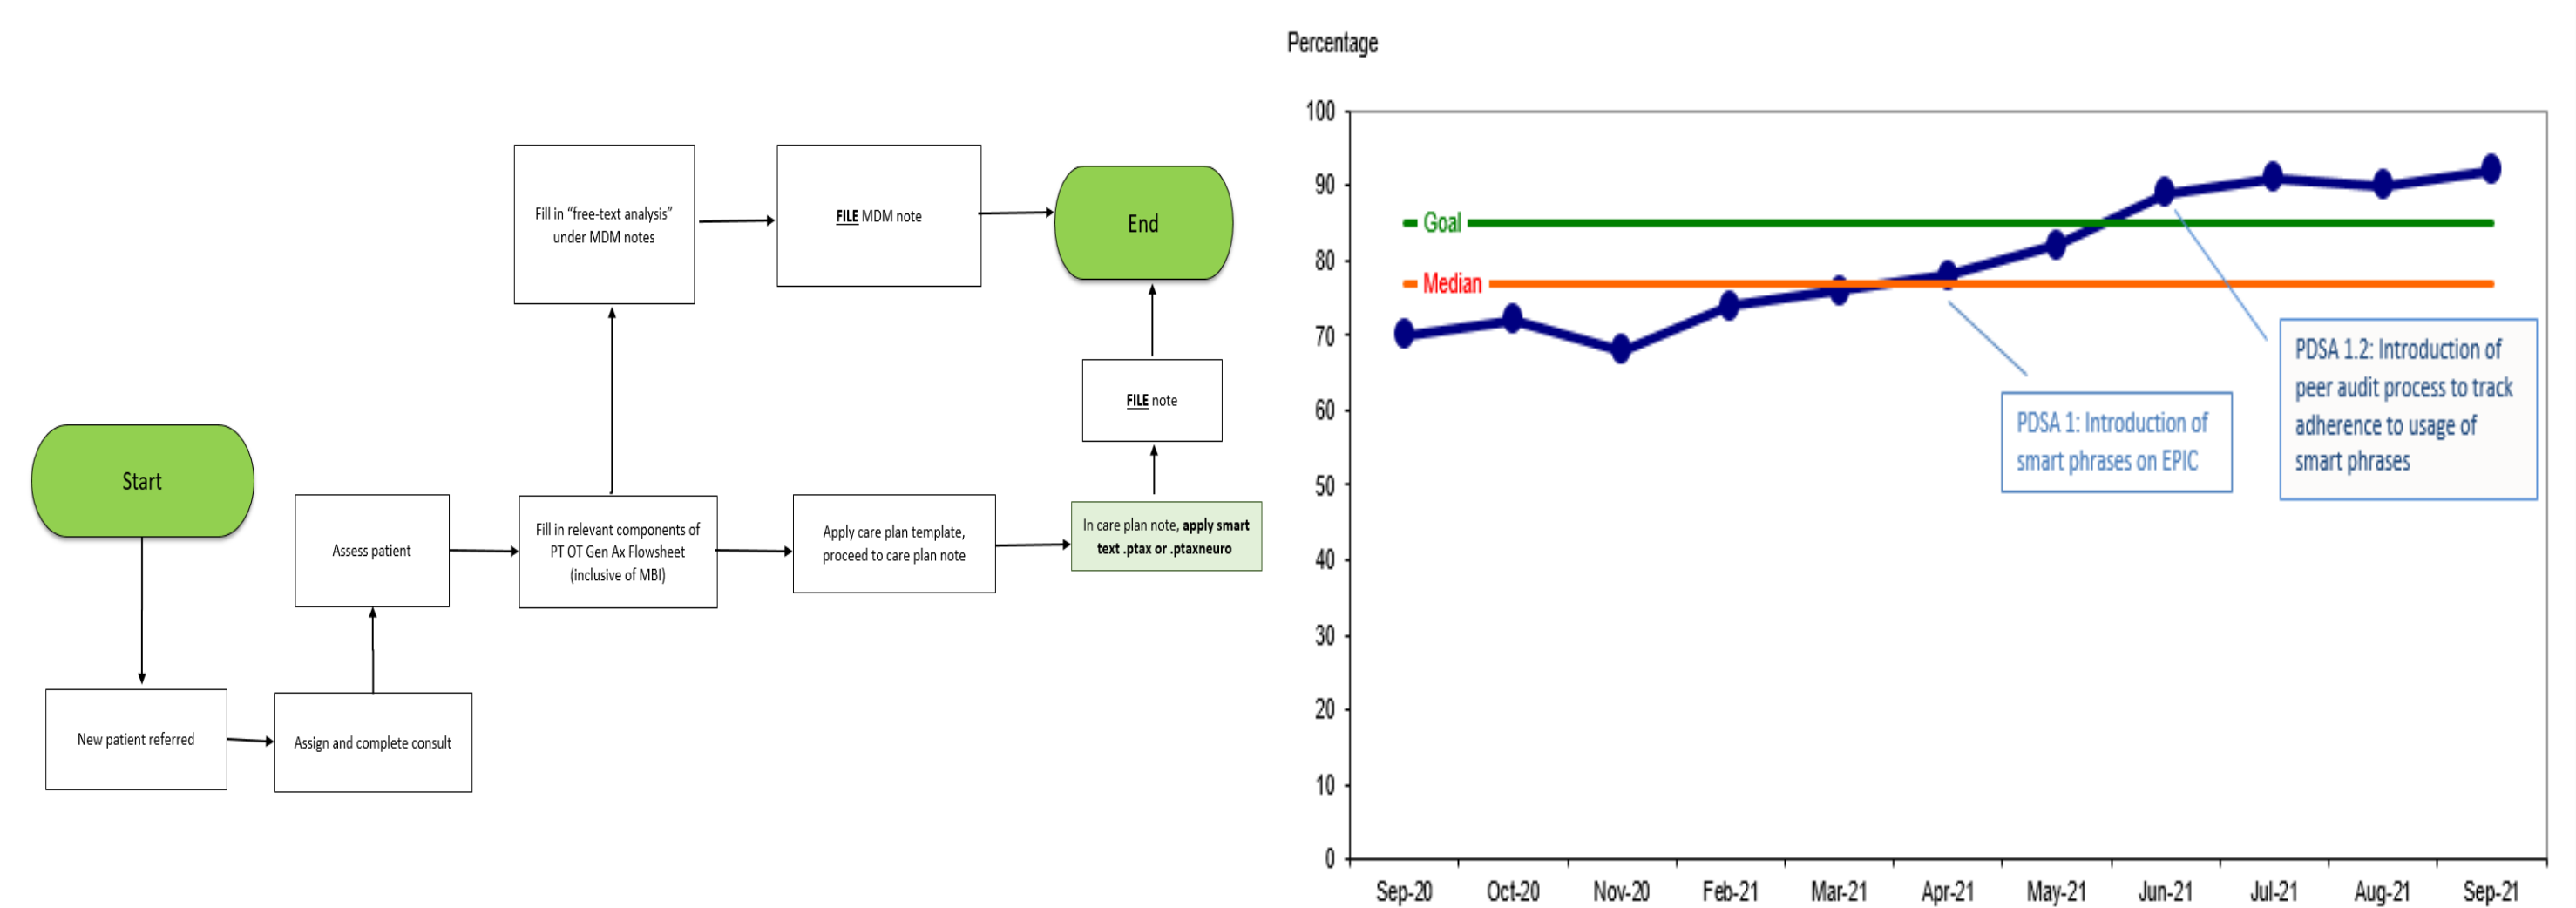 Fill in “free-text analysis”
under MDM notes
FILE MDM note
End
FILE note
Start
Assess patient
Fill in relevant components of
PT OT Gen Ax Flowsheet
(inclusive of MBI)
Apply care plan template,
proceed to care plan note
In care plan note, apply smart
text .ptax or .ptaxneuro
New patient referred
Assign and complete consult
Percentage
100
90
80
70
60
50
40
30
20
10
0
Goal
Median
PDSA 1: Introduction of
smart phrases on EPIC
PDSA 1.2: Introduction of
peer audit process to track
adherence to usage of
smart phrases
Sep-20 Oct-20 Nov-20 Feb-21 Mar-21 Apr-21 May-21 Jun-21 Jul-21 Aug-21 Sep-21